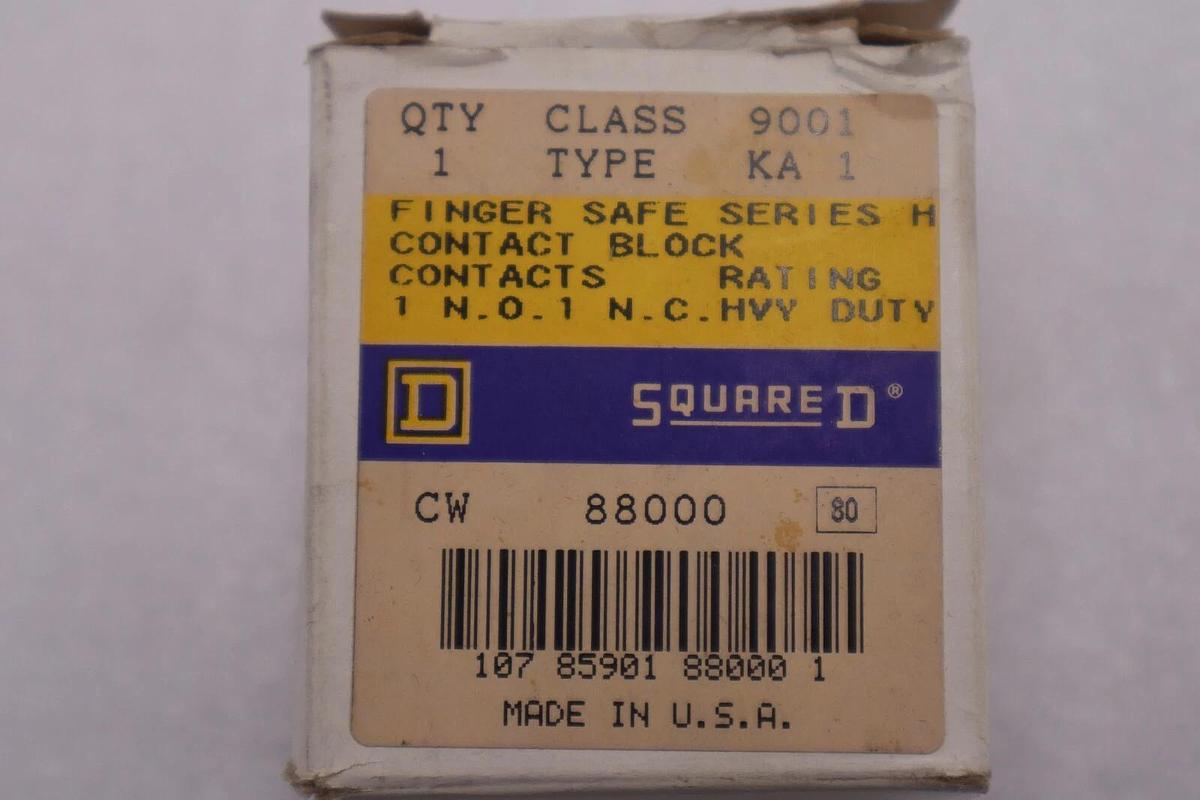 QTY CLASS 9001
1 TYPE KA 1
FINGER SAFE SERIES H
CONTACT BLOCK
CONTACTS RATING
1 N.O.1 N.C.HVY DUTY
D SQUARE D®
CW 88000 80
107 85901 88000 1
MADE IN U.S.A.